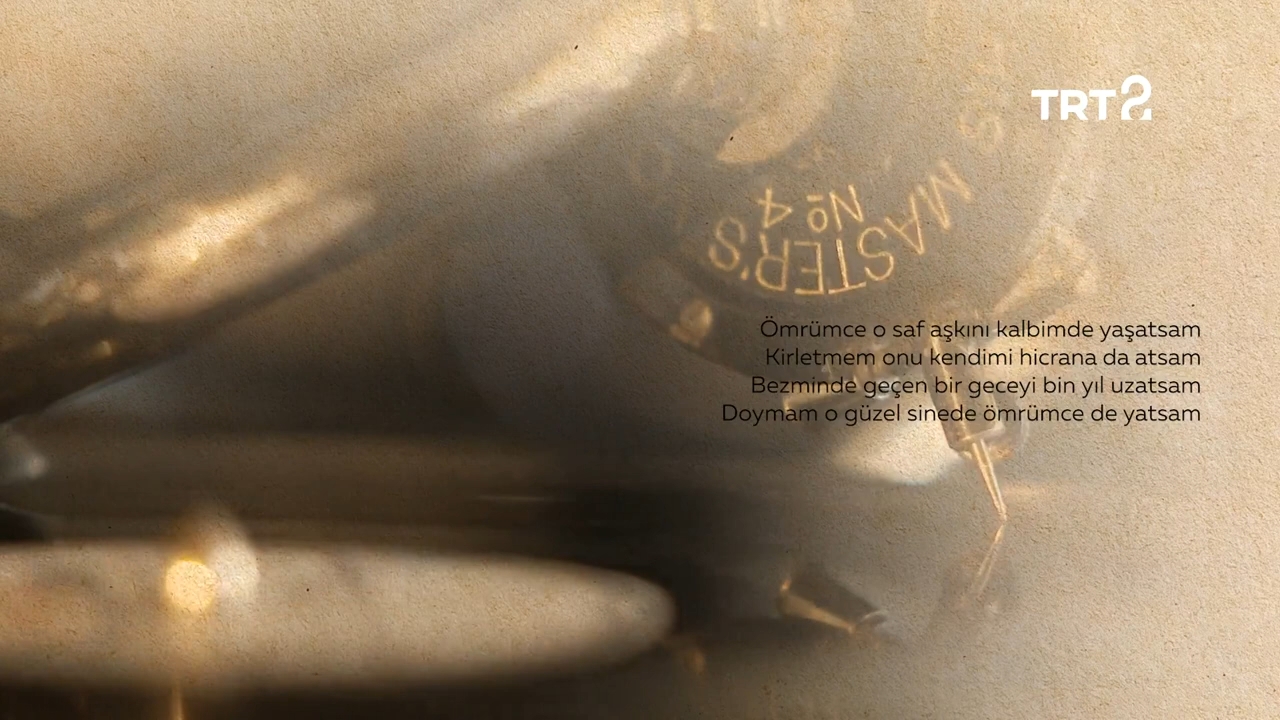 TRT2
MASTER'S
Nº 4
Ömrümce o saf aşkını kalbimde yaşatsam
Kirletmem onu kendimi hicrana da atsam
Bezminde geçen bir geceyi bin yıl uzatsam
Doymam o güzel sinede ömrümce de yatsam